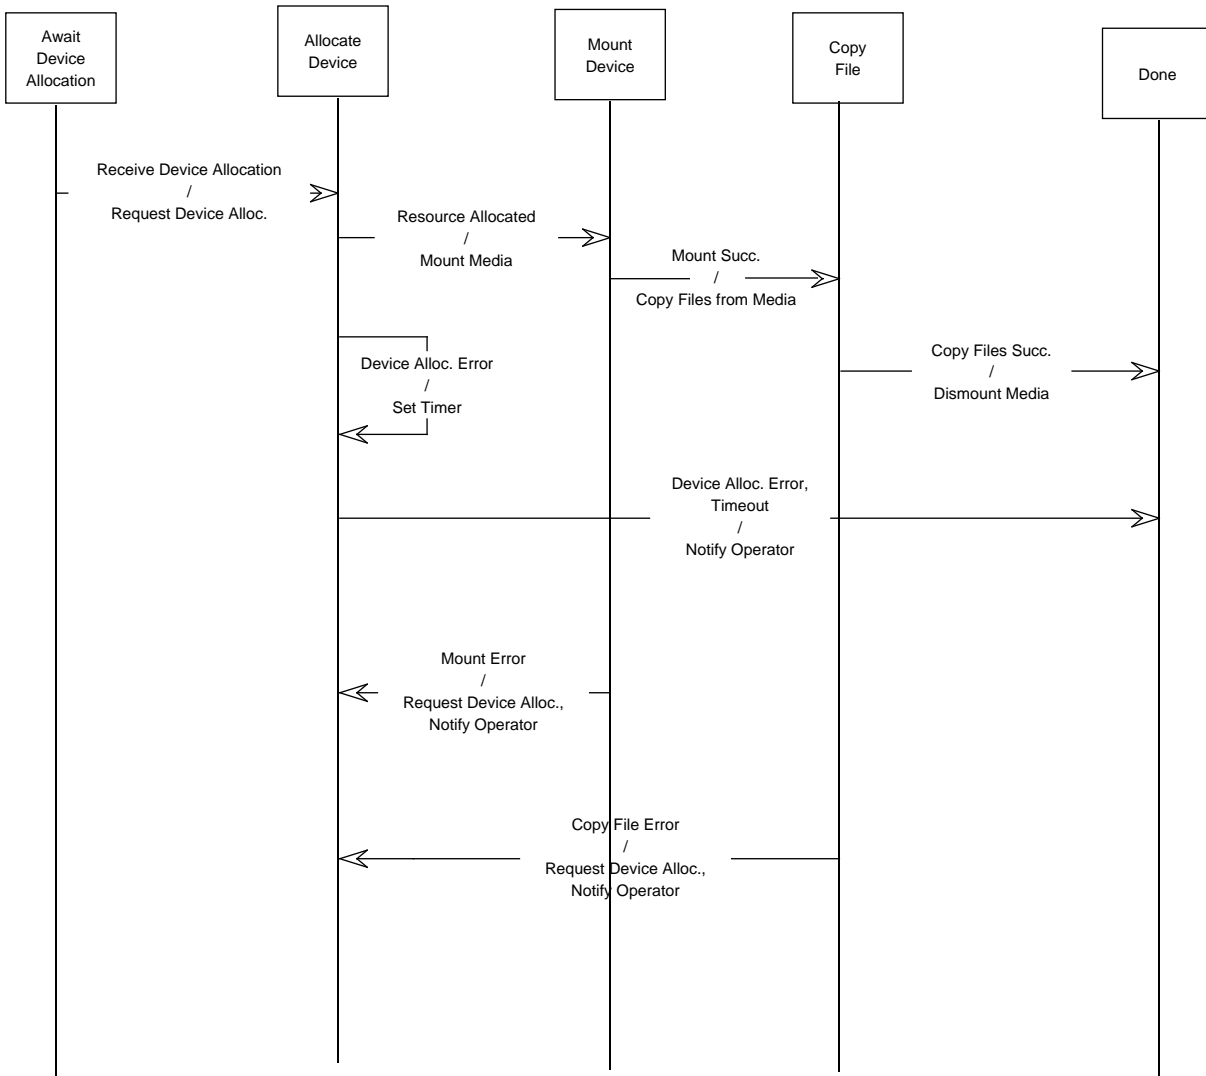 Await
Device
Allocation
Allocate
Device
Mount
Device
Copy
File
Done
Receive Device Allocation
/
Request Device Alloc.
Resource Allocated
/
Mount Media
Mount Succ.
/
Copy Files from Media
Device Alloc. Error
/
Set Timer
Copy Files Succ.
/
Dismount Media
Device Alloc. Error,
Timeout
/
Notify Operator
Mount Error
/
Request Device Alloc.,
Notify Operator
Copy File Error
/
Request Device Alloc.,
Notify Operator